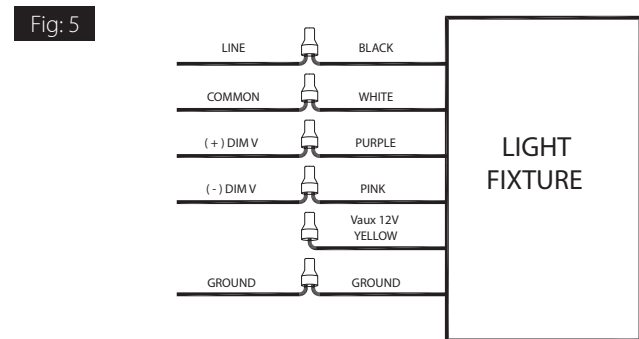 Fig: 5
LINE BLACK
COMMON WHITE
( + ) DIM V PURPLE
( - ) DIM V PINK
Vaux 12V
YELLOW
GROUND GROUND
LIGHT
FIXTURE